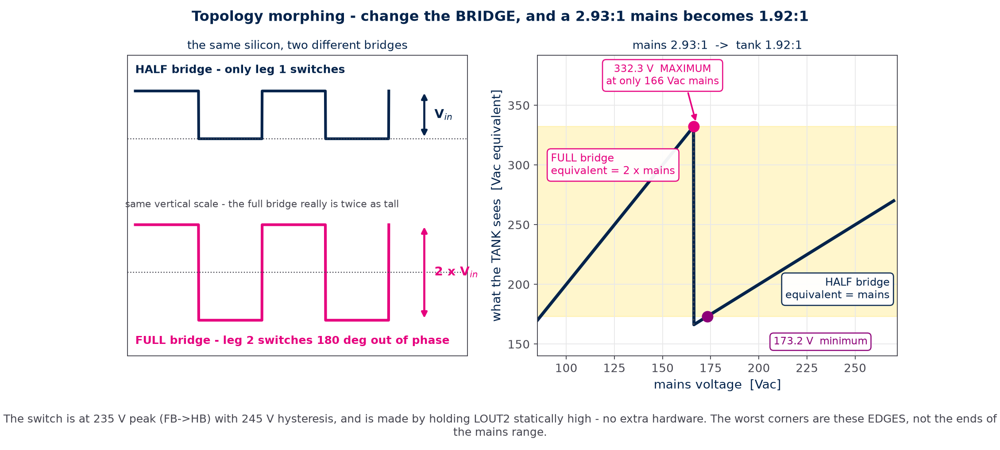 Topology morphing - change the BRIDGE, and a 2.93:1 mains becomes 1.92:1
the same silicon, two different bridges
HALF bridge - only leg 1 switches
Vin
same vertical scale - the full bridge really is twice as tall
2 x Vin
FULL bridge - leg 2 switches 180 deg out of phase
mains 2.93:1 -> tank 1.92:1
332.3 V MAXIMUM
at only 166 Vac mains
FULL bridge
equivalent = 2 x mains
HALF bridge
equivalent = mains
173.2 V minimum
what the TANK sees [Vac equivalent]
350
300
250
200
150
100 125 150 175 200 225 250
mains voltage [Vac]
The switch is at 235 V peak (FB->HB) with 245 V hysteresis, and is made by holding LOUT2 statically high - no extra hardware. The worst corners are these EDGES, not the ends of
the mains range.